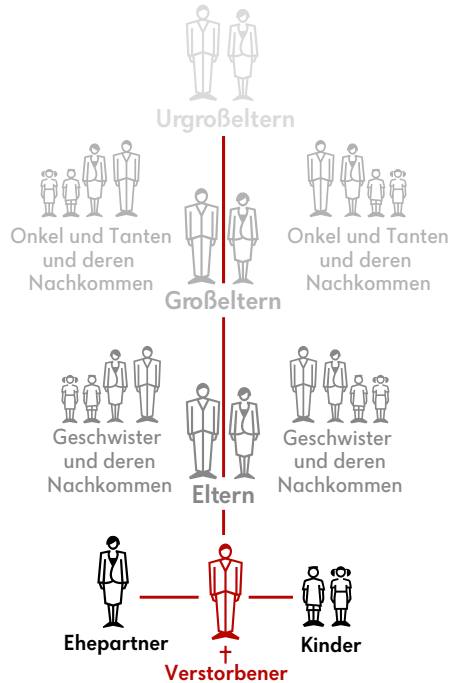 Urgroßeltern
Onkel und Tanten
und deren
Nachkommen
Onkel und Tanten
und deren
Nachkommen
Großeltern
Geschwister
und deren
Nachkommen
Geschwister
und deren
Nachkommen
Eltern
Ehepartner
Kinder
†
Verstorbener